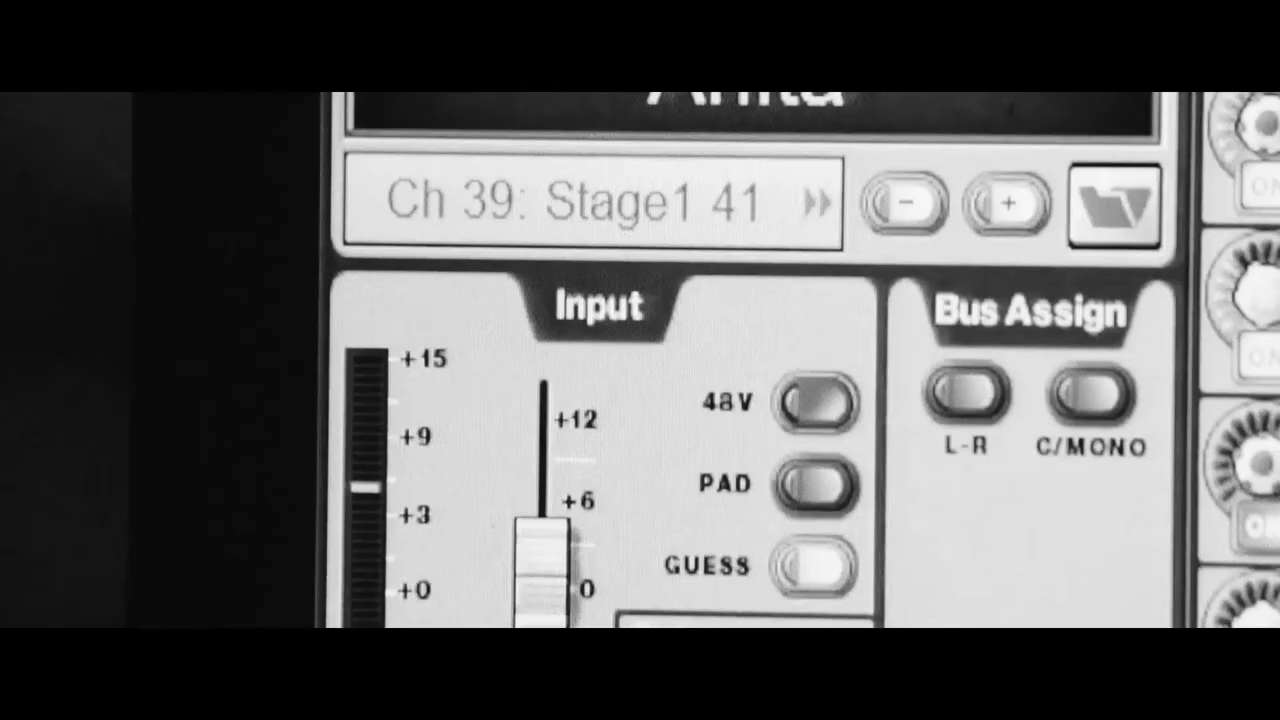 Ch 39: Stage1 41
Input
Bus Assign
+15
+12
+9
+6
+3
0
+0
48V
PAD
GUESS
L-R
C/MONO